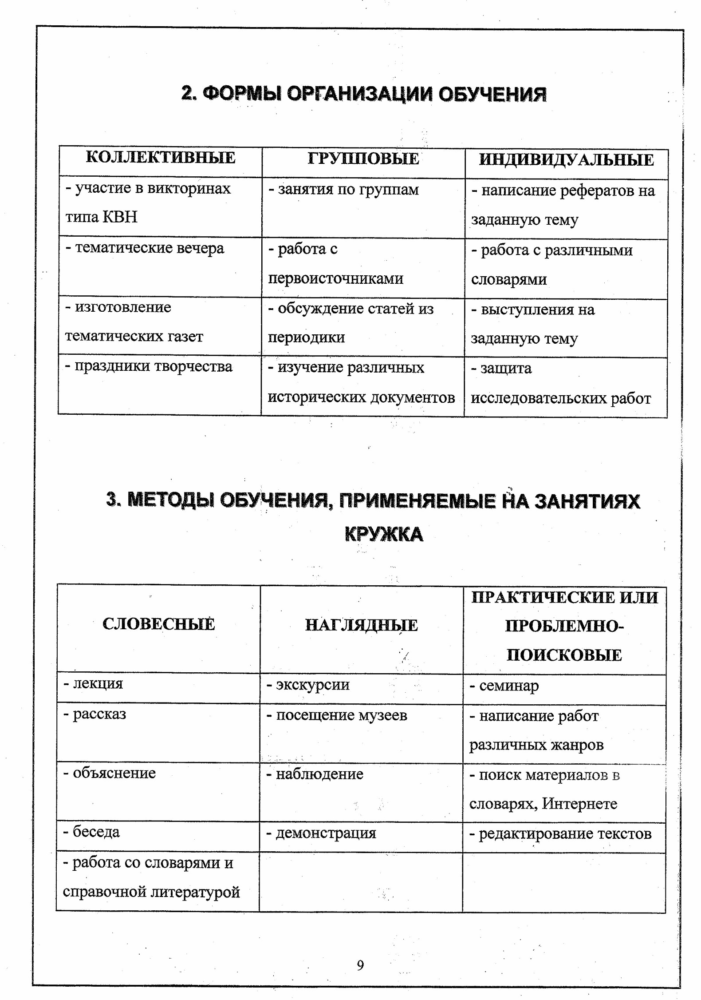 2. ФОРМЫ ОРГАНИЗАЦИИ ОБУЧЕНИЯ
КОЛЛЕКТИВНЫЕ
ГРУППОВЫЕ
ИНДИВИДУАЛЬНЫЕ
- участие в викторинах
типа КВН
- занятия по группам
- написание рефератов на
заданную тему
- тематические вечера
- работа с
первоисточниками
- работа с различными
словарями
- изготовление
тематических газет
- обсуждение статей из
периодики
- выступления на
заданную тему
- праздники творчества
- изучение различных
исторических документов
- защита
исследовательских работ
3. МЕТОДЫ ОБУЧЕНИЯ, ПРИМЕНЯЕМЫЕ НА ЗАНЯТИЯХ
КРУЖКА
СЛОВЕСНЫЕ
НАГЛЯДНЫЕ
ПРАКТИЧЕСКИЕ ИЛИ
ПРОБЛЕМНО-
ПОИСКОВЫЕ
- лекция
- экскурсии
- семинар
- рассказ
- посещение музеев
- написание работ
различных жанров
- объяснение
- наблюдение
- поиск материалов в
словарях, Интернете
- беседа
- демонстрация
- редактирование текстов
- работа со словарями и
справочной литературой
9